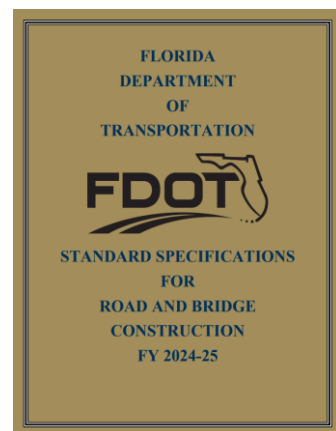 FLORIDA
DEPARTMENT
OF
TRANSPORTATION
FDOT
STANDARD SPECIFICATIONS
FOR
ROAD AND BRIDGE
CONSTRUCTION
FY 2024-25